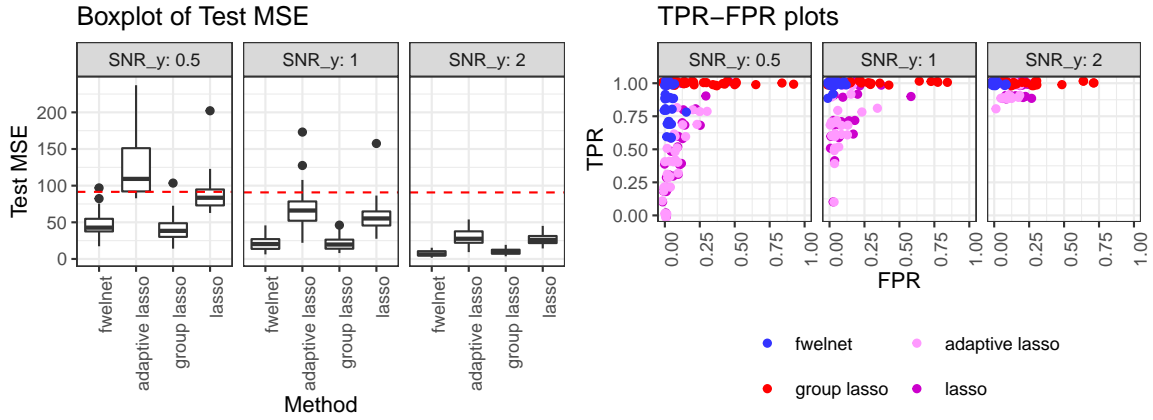 Boxplot of Test MSE
SNR_y: 0.5 SNR_y: 1 SNR_y: 2
Test MSE
200
150
100
50
0
fwelnet adaptive lasso group lasso lasso fwelnet adaptive lasso group lasso lasso fwelnet adaptive lasso group lasso lasso
Method
TPR−FPR plots
SNR_y: 0.5 SNR_y: 1 SNR_y: 2
TPR
1.00
0.75
0.50
0.25
0.00
0.00 0.25 0.50 0.75 1.00 0.00 0.25 0.50 0.75 1.00 0.00 0.25 0.50 0.75 1.00
FPR
fwelnet adaptive lasso
group lasso lasso